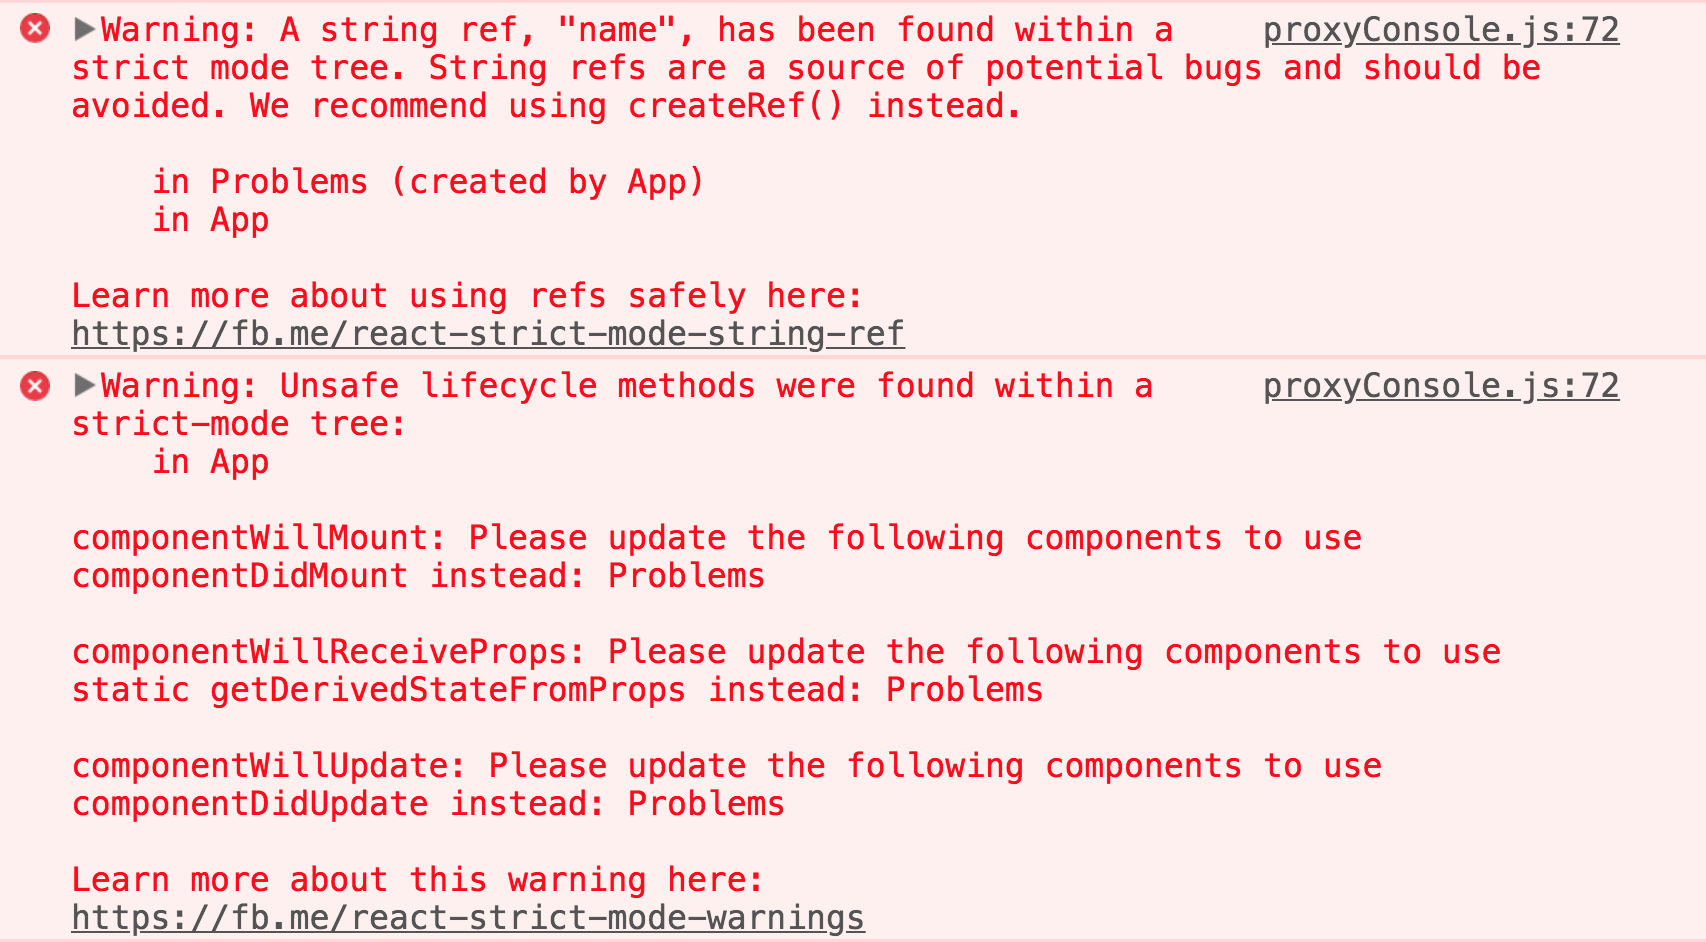 ▶Warning: A string ref, "name", has been found within a proxyConsole.js:72
strict mode tree. String refs are a source of potential bugs and should be
avoided. We recommend using createRef() instead.
in Problems (created by App)
in App
Learn more about using refs safely here:
https://fb.me/react-strict-mode-string-ref
▶Warning: Unsafe lifecycle methods were found within a proxyConsole.js:72
strict-mode tree:
in App
componentWillMount: Please update the following components to use
componentDidMount instead: Problems
componentWillReceiveProps: Please update the following components to use
static getDerivedStateFromProps instead: Problems
componentWillUpdate: Please update the following components to use
componentDidUpdate instead: Problems
Learn more about this warning here:
https://fb.me/react-strict-mode-warnings